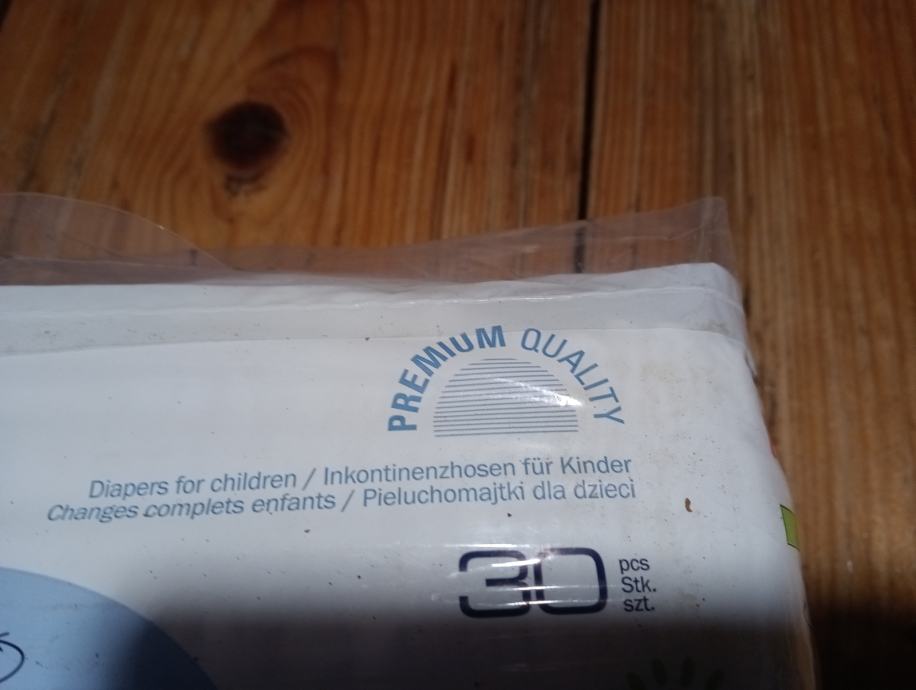 PREMIUM QUALITY
Diapers for children / Inkontinenzhosen für Kinder
Changes complets enfants / Pieluchomajtki dla dzieci
30 pcs
Stk.
szt.